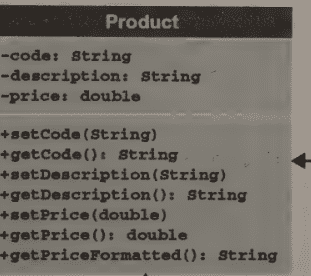 Product
-code: String
-description: String
-price: double
+setCode(String)
+getCode(): String
+setDescription(String)
+getDescription(): String
+setPrice(double)
+getPrice(): double
+getPriceFormatted(): String